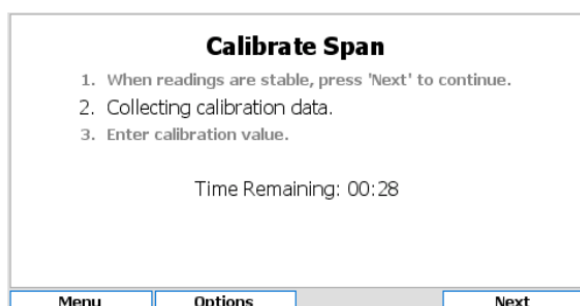 Calibrate Span
1. When readings are stable, press 'Next' to continue.
2. Collecting calibration data.
3. Enter calibration value.
Time Remaining: 00:28
Menu Options Next